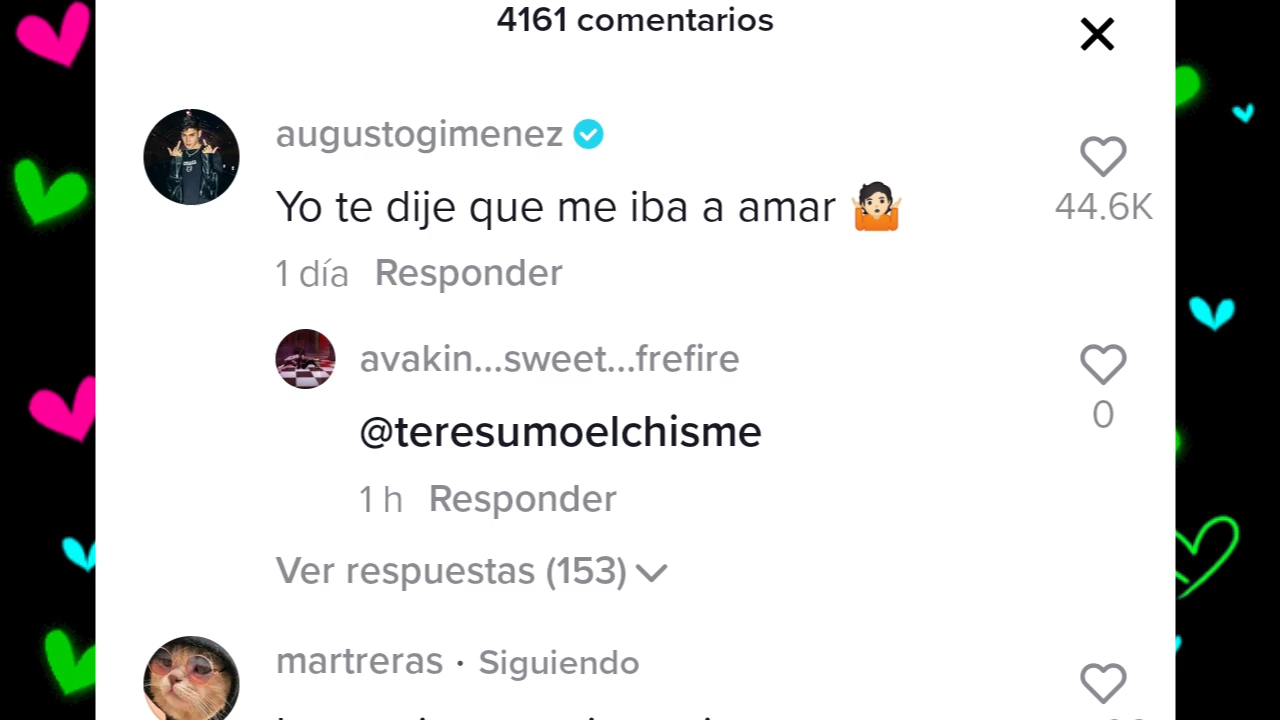 4161 comentarios
augustogimenez
Yo te dije que me iba a amar 🤷🏻
44.6K
1 día Responder
avakin...sweet...frefire
0
@teresumoelchisme
1 h Responder
Ver respuestas (153)
martreras · Siguiendo